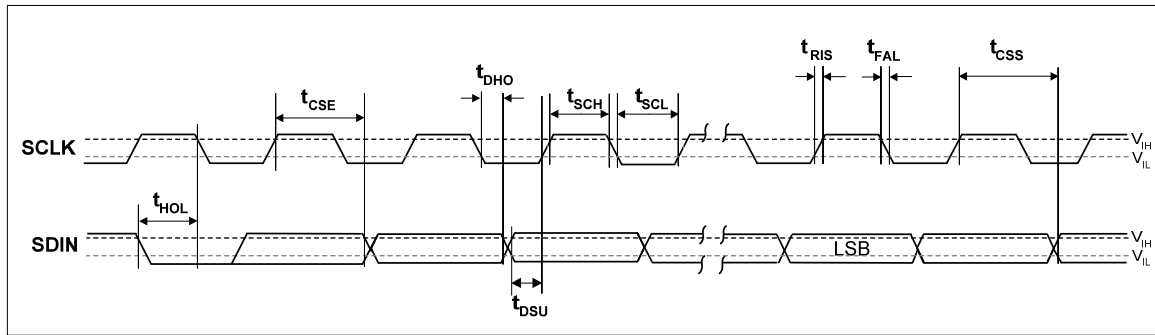 tRIS tFAL tCSS
tDHO
tCSE tSCH tSCL
SCLK VIH
VIL
tHOL
SDIN VIH
LSB
VIL
tDSU